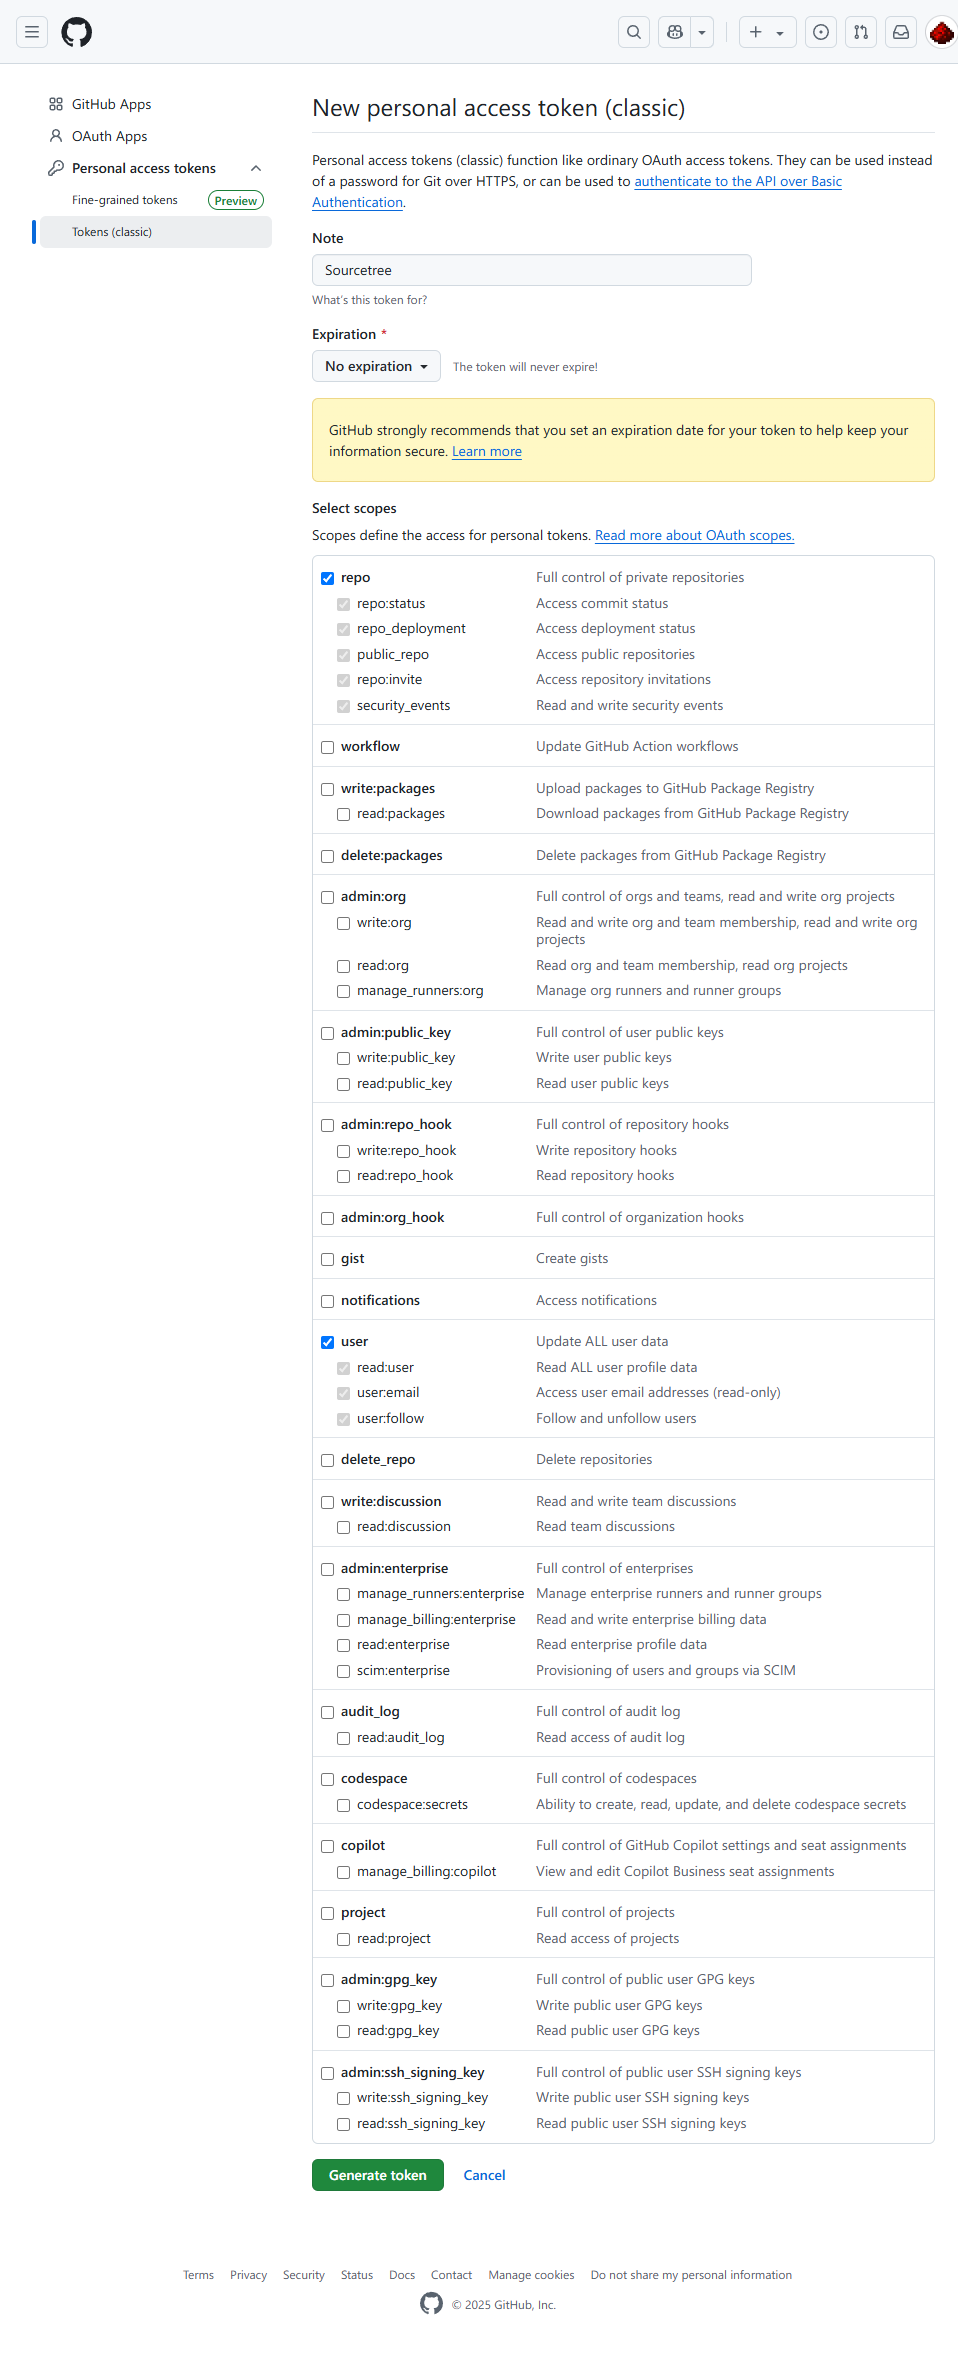 GitHub Apps
OAuth Apps
Personal access tokens
Fine-grained tokens Preview
Tokens (classic)
New personal access token (classic)
Personal access tokens (classic) function like ordinary OAuth access tokens. They can be used instead
of a password for Git over HTTPS, or can be used to authenticate to the API over Basic
Authentication.
Note
Sourcetree
What's this token for?
Expiration *
No expiration The token will never expire!
GitHub strongly recommends that you set an expiration date for your token to help keep your
information secure. Learn more
Select scopes
Scopes define the access for personal tokens. Read more about OAuth scopes.
repo Full control of private repositories
repo:status Access commit status
repo_deployment Access deployment status
public_repo Access public repositories
repo:invite Access repository invitations
security_events Read and write security events
workflow Update GitHub Action workflows
write:packages Upload packages to GitHub Package Registry
read:packages Download packages from GitHub Package Registry
delete:packages Delete packages from GitHub Package Registry
admin:org Full control of orgs and teams, read and write org projects
write:org Read and write org and team membership, read and write org
projects
read:org Read org and team membership, read org projects
manage_runners:org Manage org runners and runner groups
admin:public_key Full control of user public keys
write:public_key Write user public keys
read:public_key Read user public keys
admin:repo_hook Full control of repository hooks
write:repo_hook Write repository hooks
read:repo_hook Read repository hooks
admin:org_hook Full control of organization hooks
gist Create gists
notifications Access notifications
user Update ALL user data
read:user Read ALL user profile data
user:email Access user email addresses (read-only)
user:follow Follow and unfollow users
delete_repo Delete repositories
write:discussion Read and write team discussions
read:discussion Read team discussions
admin:enterprise Full control of enterprises
manage_runners:enterprise Manage enterprise runners and runner groups
manage_billing:enterprise Read and write enterprise billing data
read:enterprise Read enterprise profile data
scim:enterprise Provisioning of users and groups via SCIM
audit_log Full control of audit log
read:audit_log Read access of audit log
codespace Full control of codespaces
codespace:secrets Ability to create, read, update, and delete codespace secrets
copilot Full control of GitHub Copilot settings and seat assignments
manage_billing:copilot View and edit Copilot Business seat assignments
project Full control of projects
read:project Read access of projects
admin:gpg_key Full control of public user GPG keys
write:gpg_key Write public user GPG keys
read:gpg_key Read public user GPG keys
admin:ssh_signing_key Full control of public user SSH signing keys
write:ssh_signing_key Write public user SSH signing keys
read:ssh_signing_key Read public user SSH signing keys
Generate token Cancel
Terms Privacy Security Status Docs Contact Manage cookies Do not share my personal information
© 2025 GitHub, Inc.